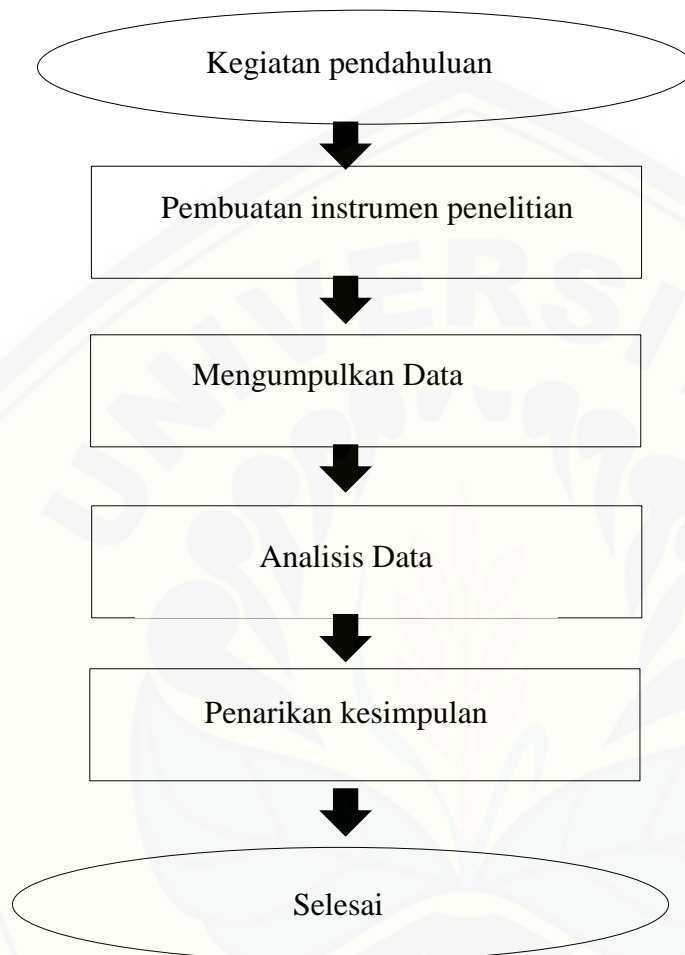 Kegiatan pendahuluan
Pembuatan instrumen penelitian
Mengumpulkan Data
Analisis Data
Penarikan kesimpulan
Selesai